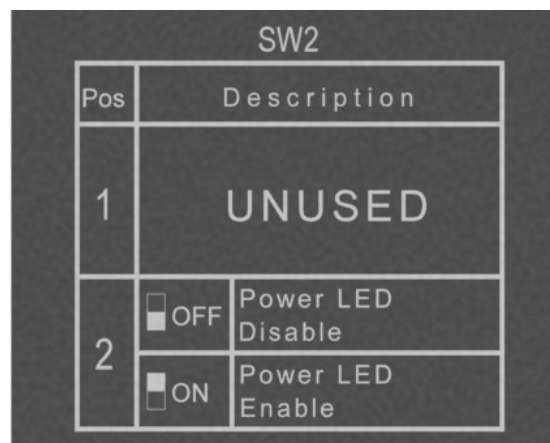 SW2
Pos Description
1 UNUSED
2 OFF Power LED
Disable
ON Power LED
Enable